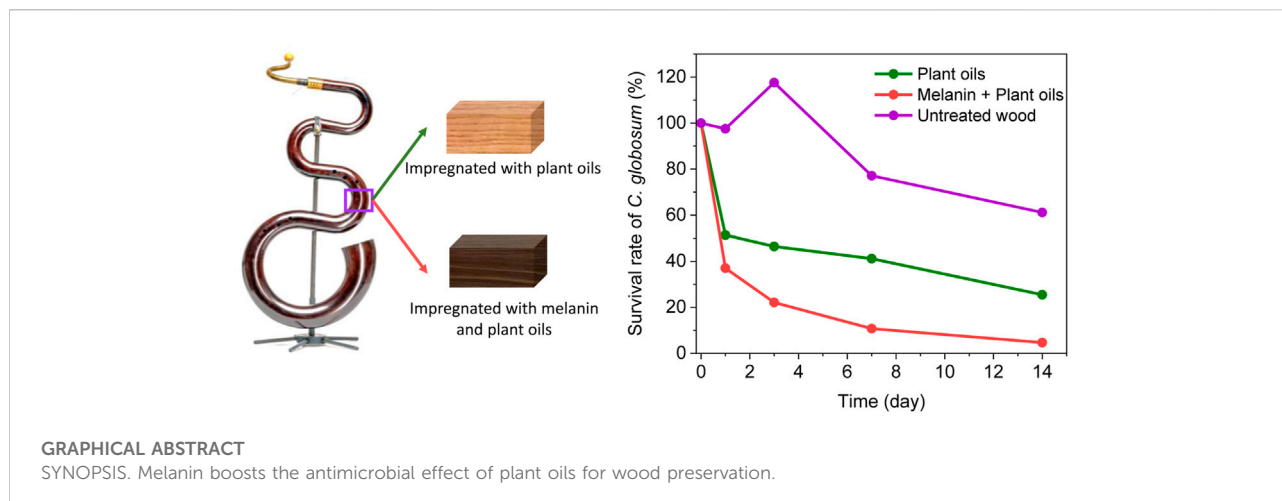 Impregnated with plant oils
Impregnated with melanin
and plant oils
Survival rate of C. globosum (%)
120
100
80
60
40
20
0
Plant oils
Melanin + Plant oils
Untreated wood
0 2 4 6 8 10 12 14
Time (day)
GRAPHICAL ABSTRACT
SYNOPSIS. Melanin boosts the antimicrobial effect of plant oils for wood preservation.